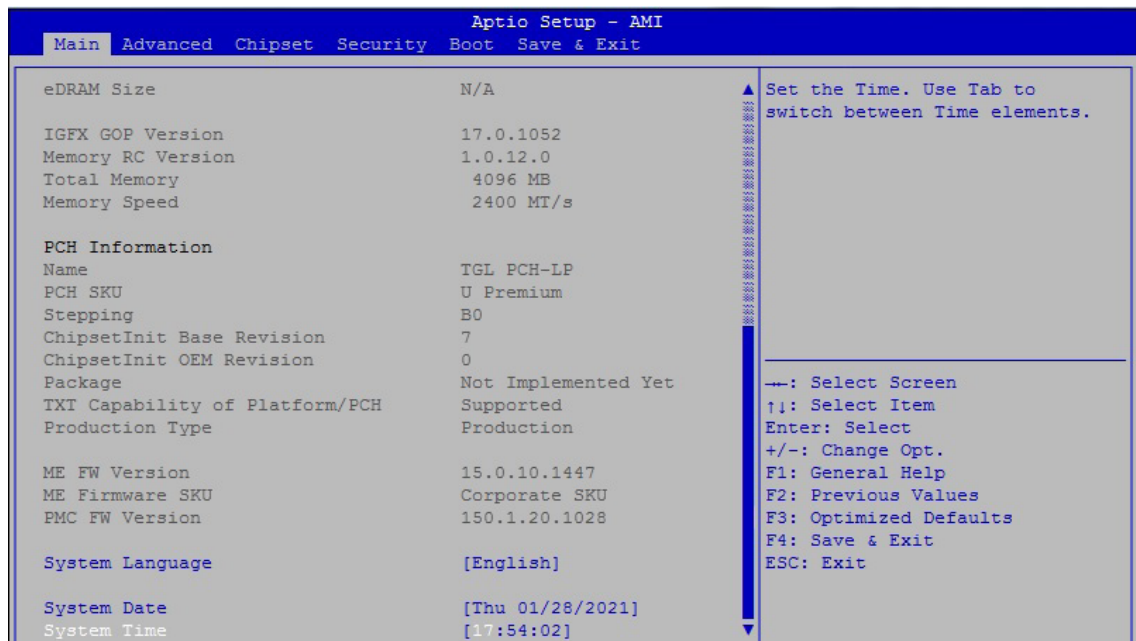 Aptio Setup - AMI
Main Advanced Chipset Security Boot Save & Exit
eDRAM Size N/A
IGFX GOP Version 17.0.1052
Memory RC Version 1.0.12.0
Total Memory 4096 MB
Memory Speed 2400 MT/s
PCH Information
Name TGL PCH-LP
PCH SKU U Premium
Stepping B0
ChipsetInit Base Revision 7
ChipsetInit OEM Revision 0
Package Not Implemented Yet
TXT Capability of Platform/PCH Supported
Production Type Production
ME FW Version 15.0.10.1447
ME Firmware SKU Corporate SKU
PMC FW Version 150.1.20.1028
System Language [English]
System Date [Thu 01/28/2021]
System Time [17:54:02]
Set the Time. Use Tab to
switch between Time elements.
→←: Select Screen
↑↓: Select Item
Enter: Select
+/-: Change Opt.
F1: General Help
F2: Previous Values
F3: Optimized Defaults
F4: Save & Exit
ESC: Exit